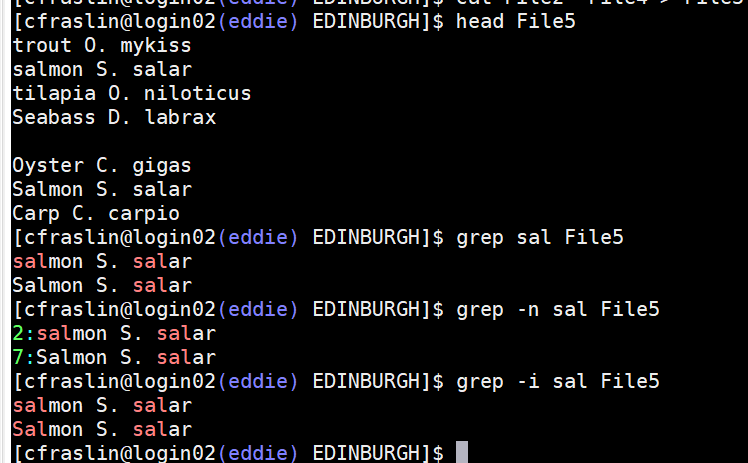 [cfraslin@login02(eddie) EDINBURGH]$ cut File2 File4 > File5
[cfraslin@login02(eddie) EDINBURGH]$ head File5
trout O. mykiss
salmon S. salar
tilapia O. niloticus
Seabass D. labrax

Oyster C. gigas
Salmon S. salar
Carp C. carpio
[cfraslin@login02(eddie) EDINBURGH]$ grep sal File5
salmon S. salar
Salmon S. salar
[cfraslin@login02(eddie) EDINBURGH]$ grep -n sal File5
2:salmon S. salar
7:Salmon S. salar
[cfraslin@login02(eddie) EDINBURGH]$ grep -i sal File5
salmon S. salar
Salmon S. salar
[cfraslin@login02(eddie) EDINBURGH]$